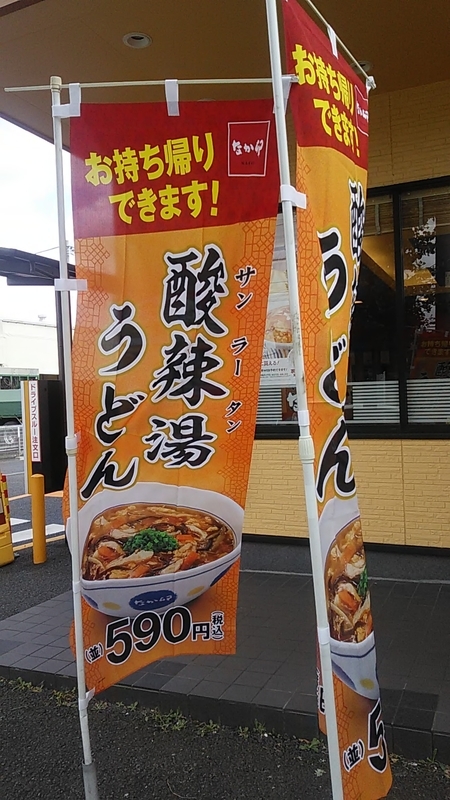 お持ち帰り
できます!
なか卯
サンラータン
酸辣湯
うどん
なか卯
(並)590円(税込)
お持ち帰り
できます!
うどん
(並)5
ドライブスルー注文口